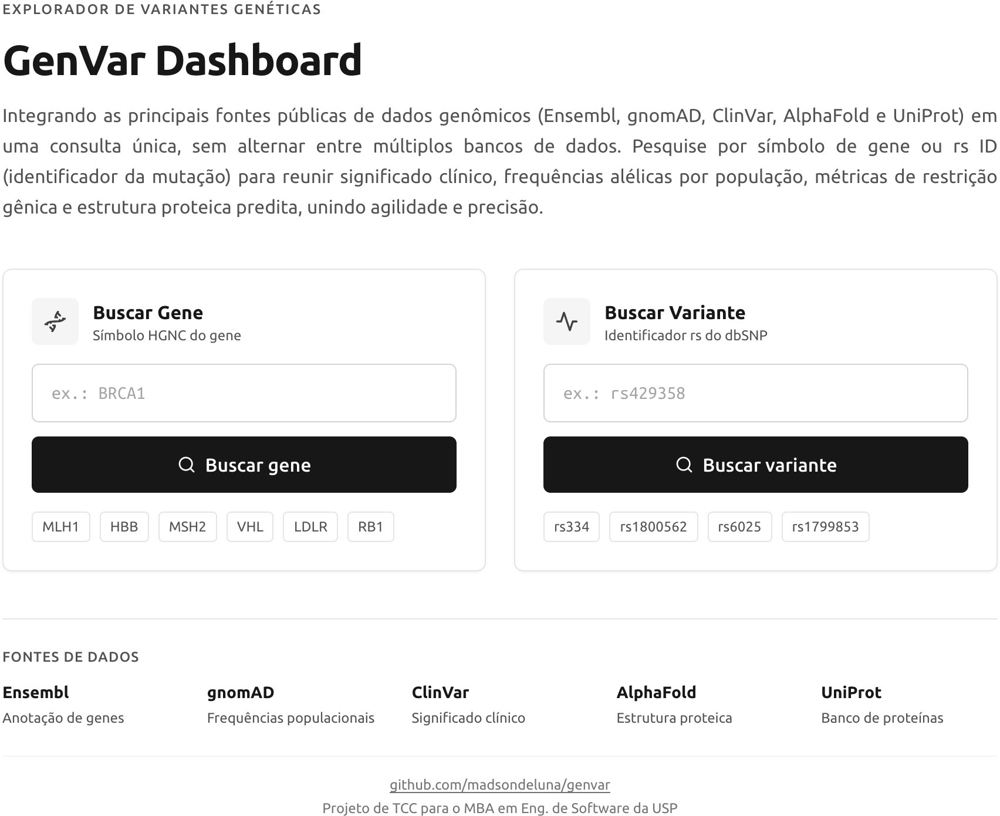 EXPLORADOR DE VARIANTES GENÉTICAS
GenVar Dashboard
Integrando as principais fontes públicas de dados genômicos (Ensembl, gnomAD, ClinVar, AlphaFold e UniProt) em
uma consulta única, sem alternar entre múltiplos bancos de dados. Pesquise por símbolo de gene ou rs ID
(identificador da mutação) para reunir significado clínico, frequências alélicas por população, métricas de restrição
gênica e estrutura proteica predita, unindo agilidade e precisão.
Buscar Gene
Símbolo HGNC do gene
ex.: BRCA1
Buscar gene
MLH1 HBB MSH2 VHL LDLR RB1
Buscar Variante
Identificador rs do dbSNP
ex.: rs429358
Buscar variante
rs334 rs1800562 rs6025 rs1799853
FONTES DE DADOS
Ensembl
Anotação de genes
gnomAD
Frequências populacionais
ClinVar
Significado clínico
AlphaFold
Estrutura proteica
UniProt
Banco de proteínas
github.com/madsondeluna/genvar
Projeto de TCC para o MBA em Eng. de Software da USP